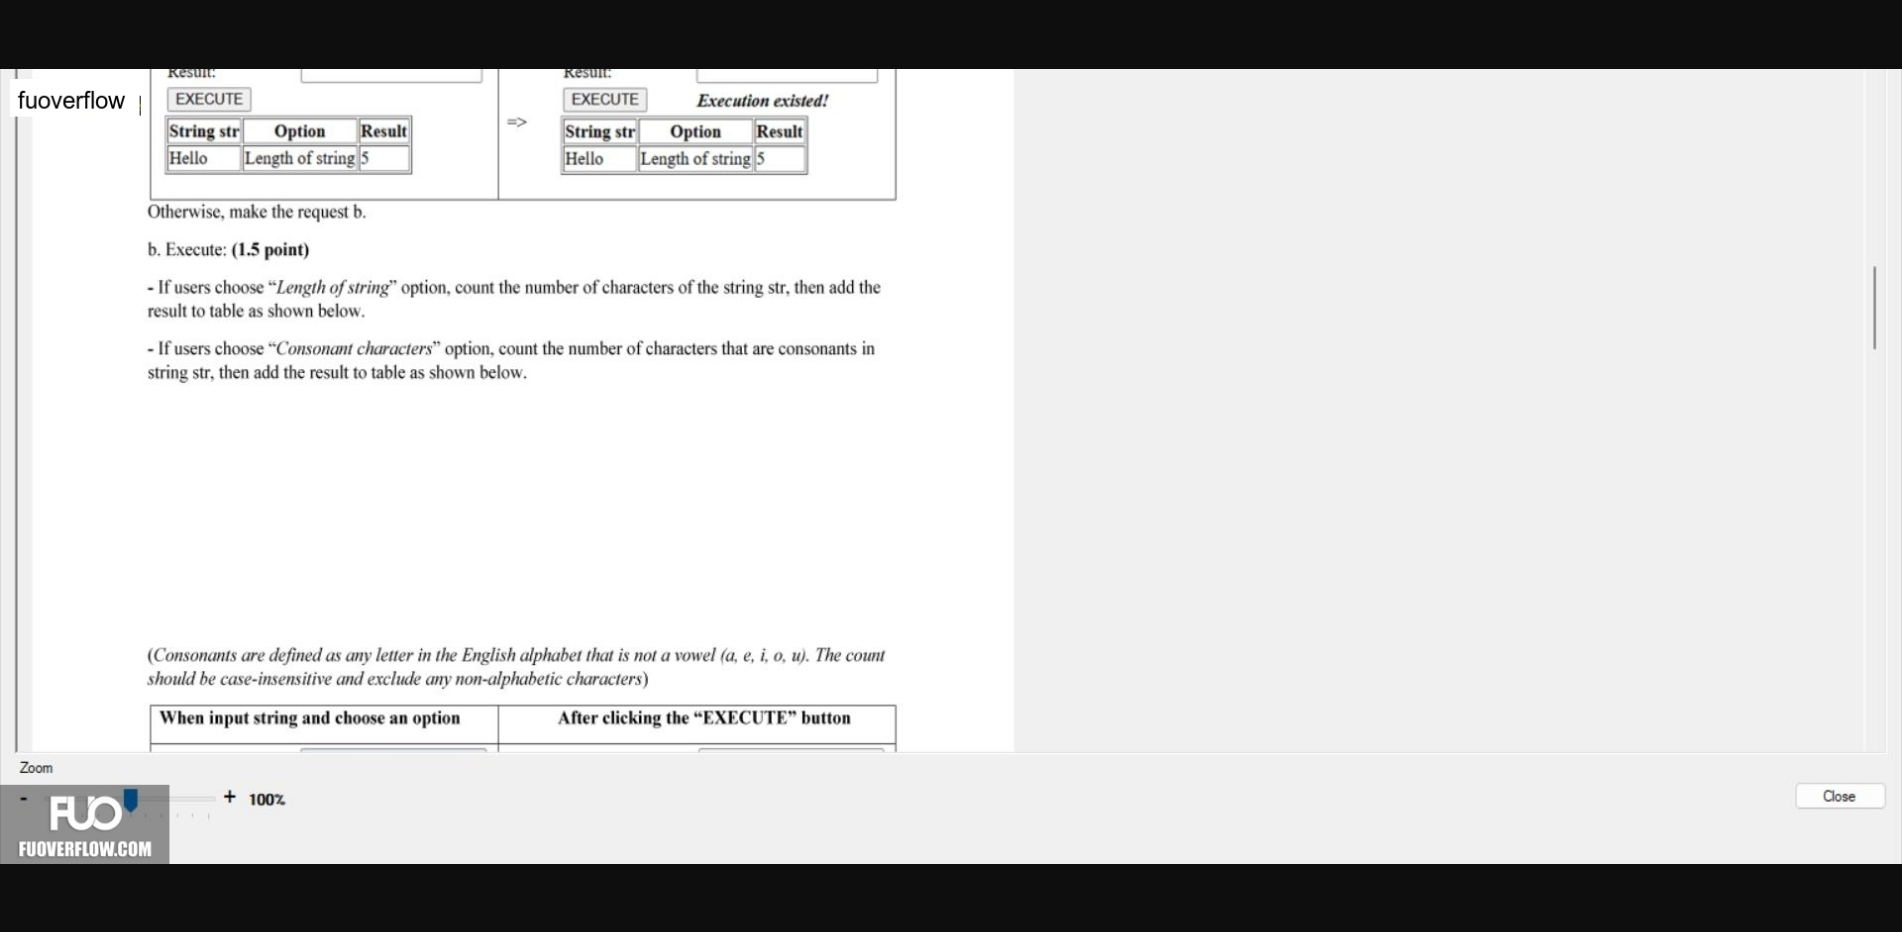 Result:
Result:
fuoverflow
EXECUTE
EXECUTE
Execution existed!
String str Option Result
Hello Length of string 5
=>
String str Option Result
Hello Length of string 5
Otherwise, make the request b.
b. Execute: (1.5 point)
- If users choose “Length of string” option, count the number of characters of the string str, then add the
result to table as shown below.
- If users choose “Consonant characters” option, count the number of characters that are consonants in
string str, then add the result to table as shown below.
(Consonants are defined as any letter in the English alphabet that is not a vowel (a, e, i, o, u). The count
should be case-insensitive and exclude any non-alphabetic characters)
When input string and choose an option
After clicking the “EXECUTE” button
Zoom
- + 100%
Close
FUO
FUOVERFLOW.COM